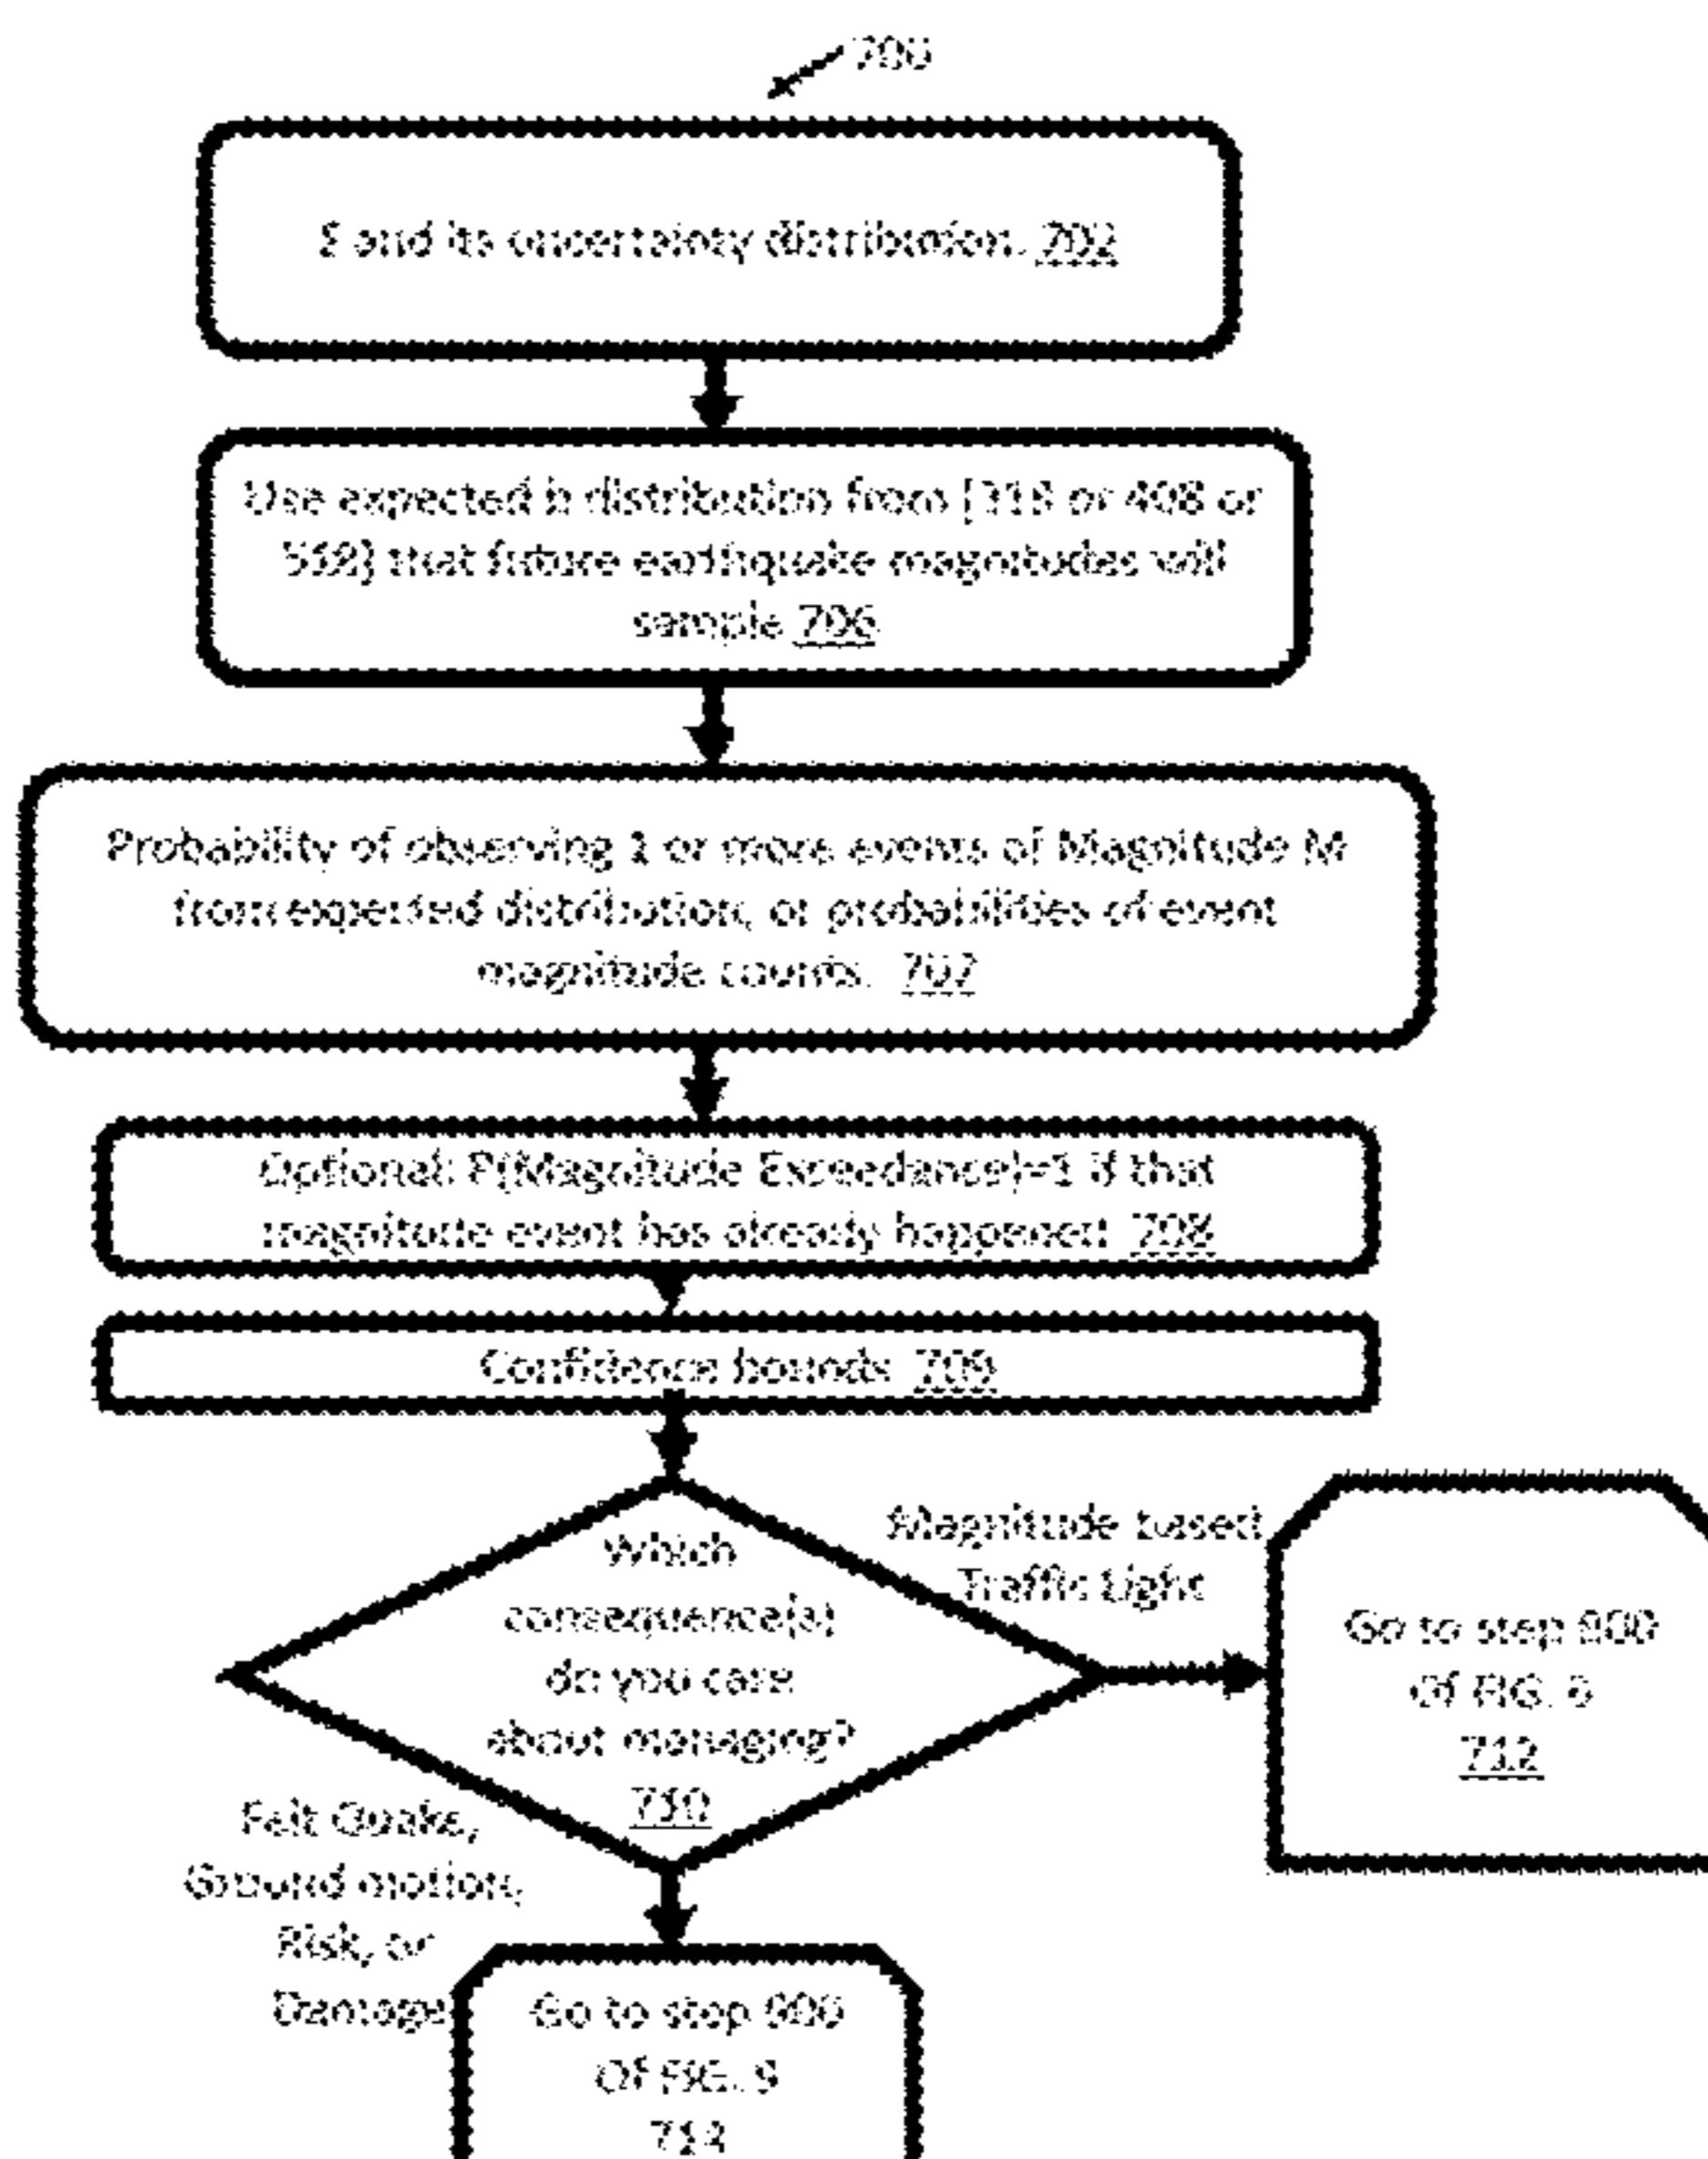 700
and its uncertainty distribution. 702
Use expected b distribution from [318 or 408 or
that future earthquake magnitudes will
sample 706
Probability of observing 1 or more events of Magnitude M
from expected distribution, or probabilities of event
magnitude counts. 707
Optional: P(Magnitude Exceedance)=1 if that
magnitude event has already happened 708
Confidence bounds 709
Which
consequence(s)
do you care
about managing?
710
Magnitude based
Traffic Light
Go to step
Of FIG.
712
Felt Quake,
Ground motion,
Risk, or
Damage
Go to step 900
Of FIG. 9
714